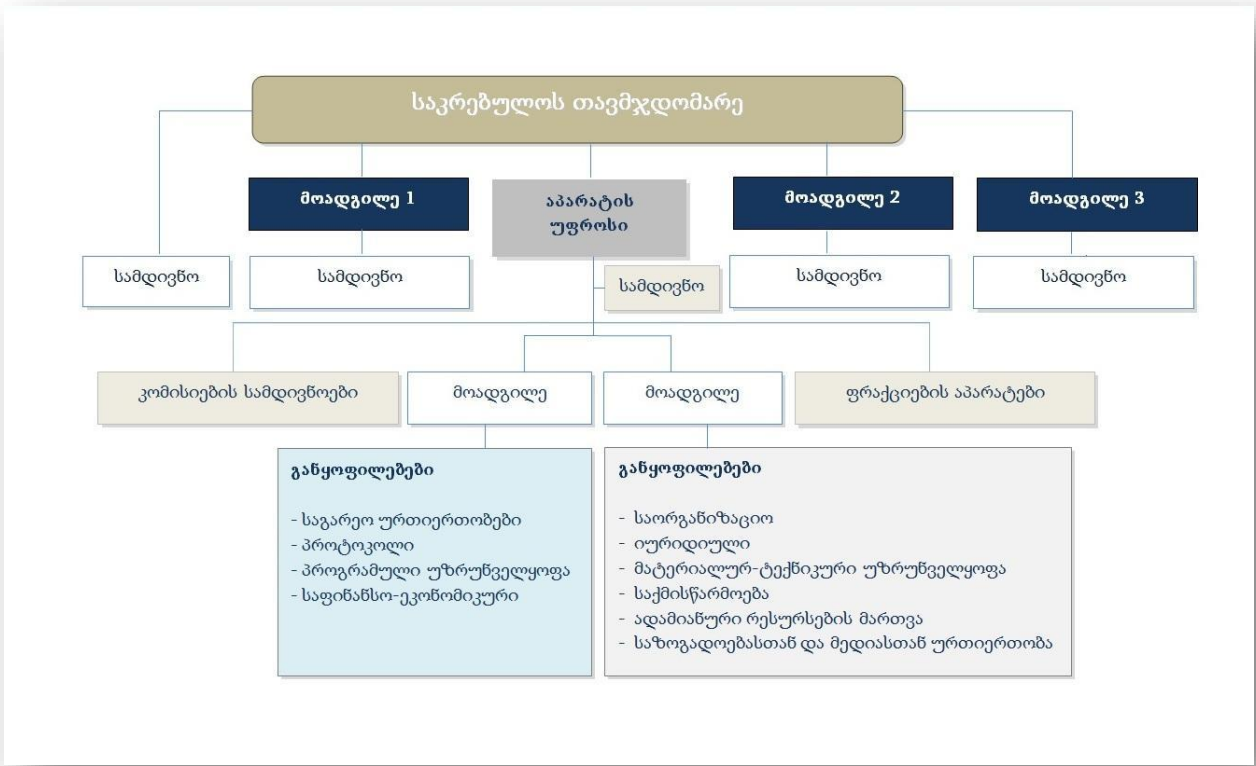 საკრებულოს თავმჯდომარე
მოადგილე 1
აპარატის
უფროსი
მოადგილე 2
მოადგილე 3
სამდივნო
სამდივნო
სამდივნო
სამდივნო
სამდივნო
კომისიების სამდივნოები
მოადგილე
მოადგილე
ფრაქციების აპარატები
განყოფილებები
- საგარეო ურთიერთობები
- პროტოკოლი
- პროგრამული უზრუნველყოფა
- საფინანსო-ეკონომიკური
განყოფილებები
- საორგანიზაციო
- იურიდიული
- მატერიალურ-ტექნიკური უზრუნველყოფა
- საქმისწარმოება
- ადამიანური რესურსების მართვა
- საზოგადოებასთან და მედიასთან ურთიერთობა